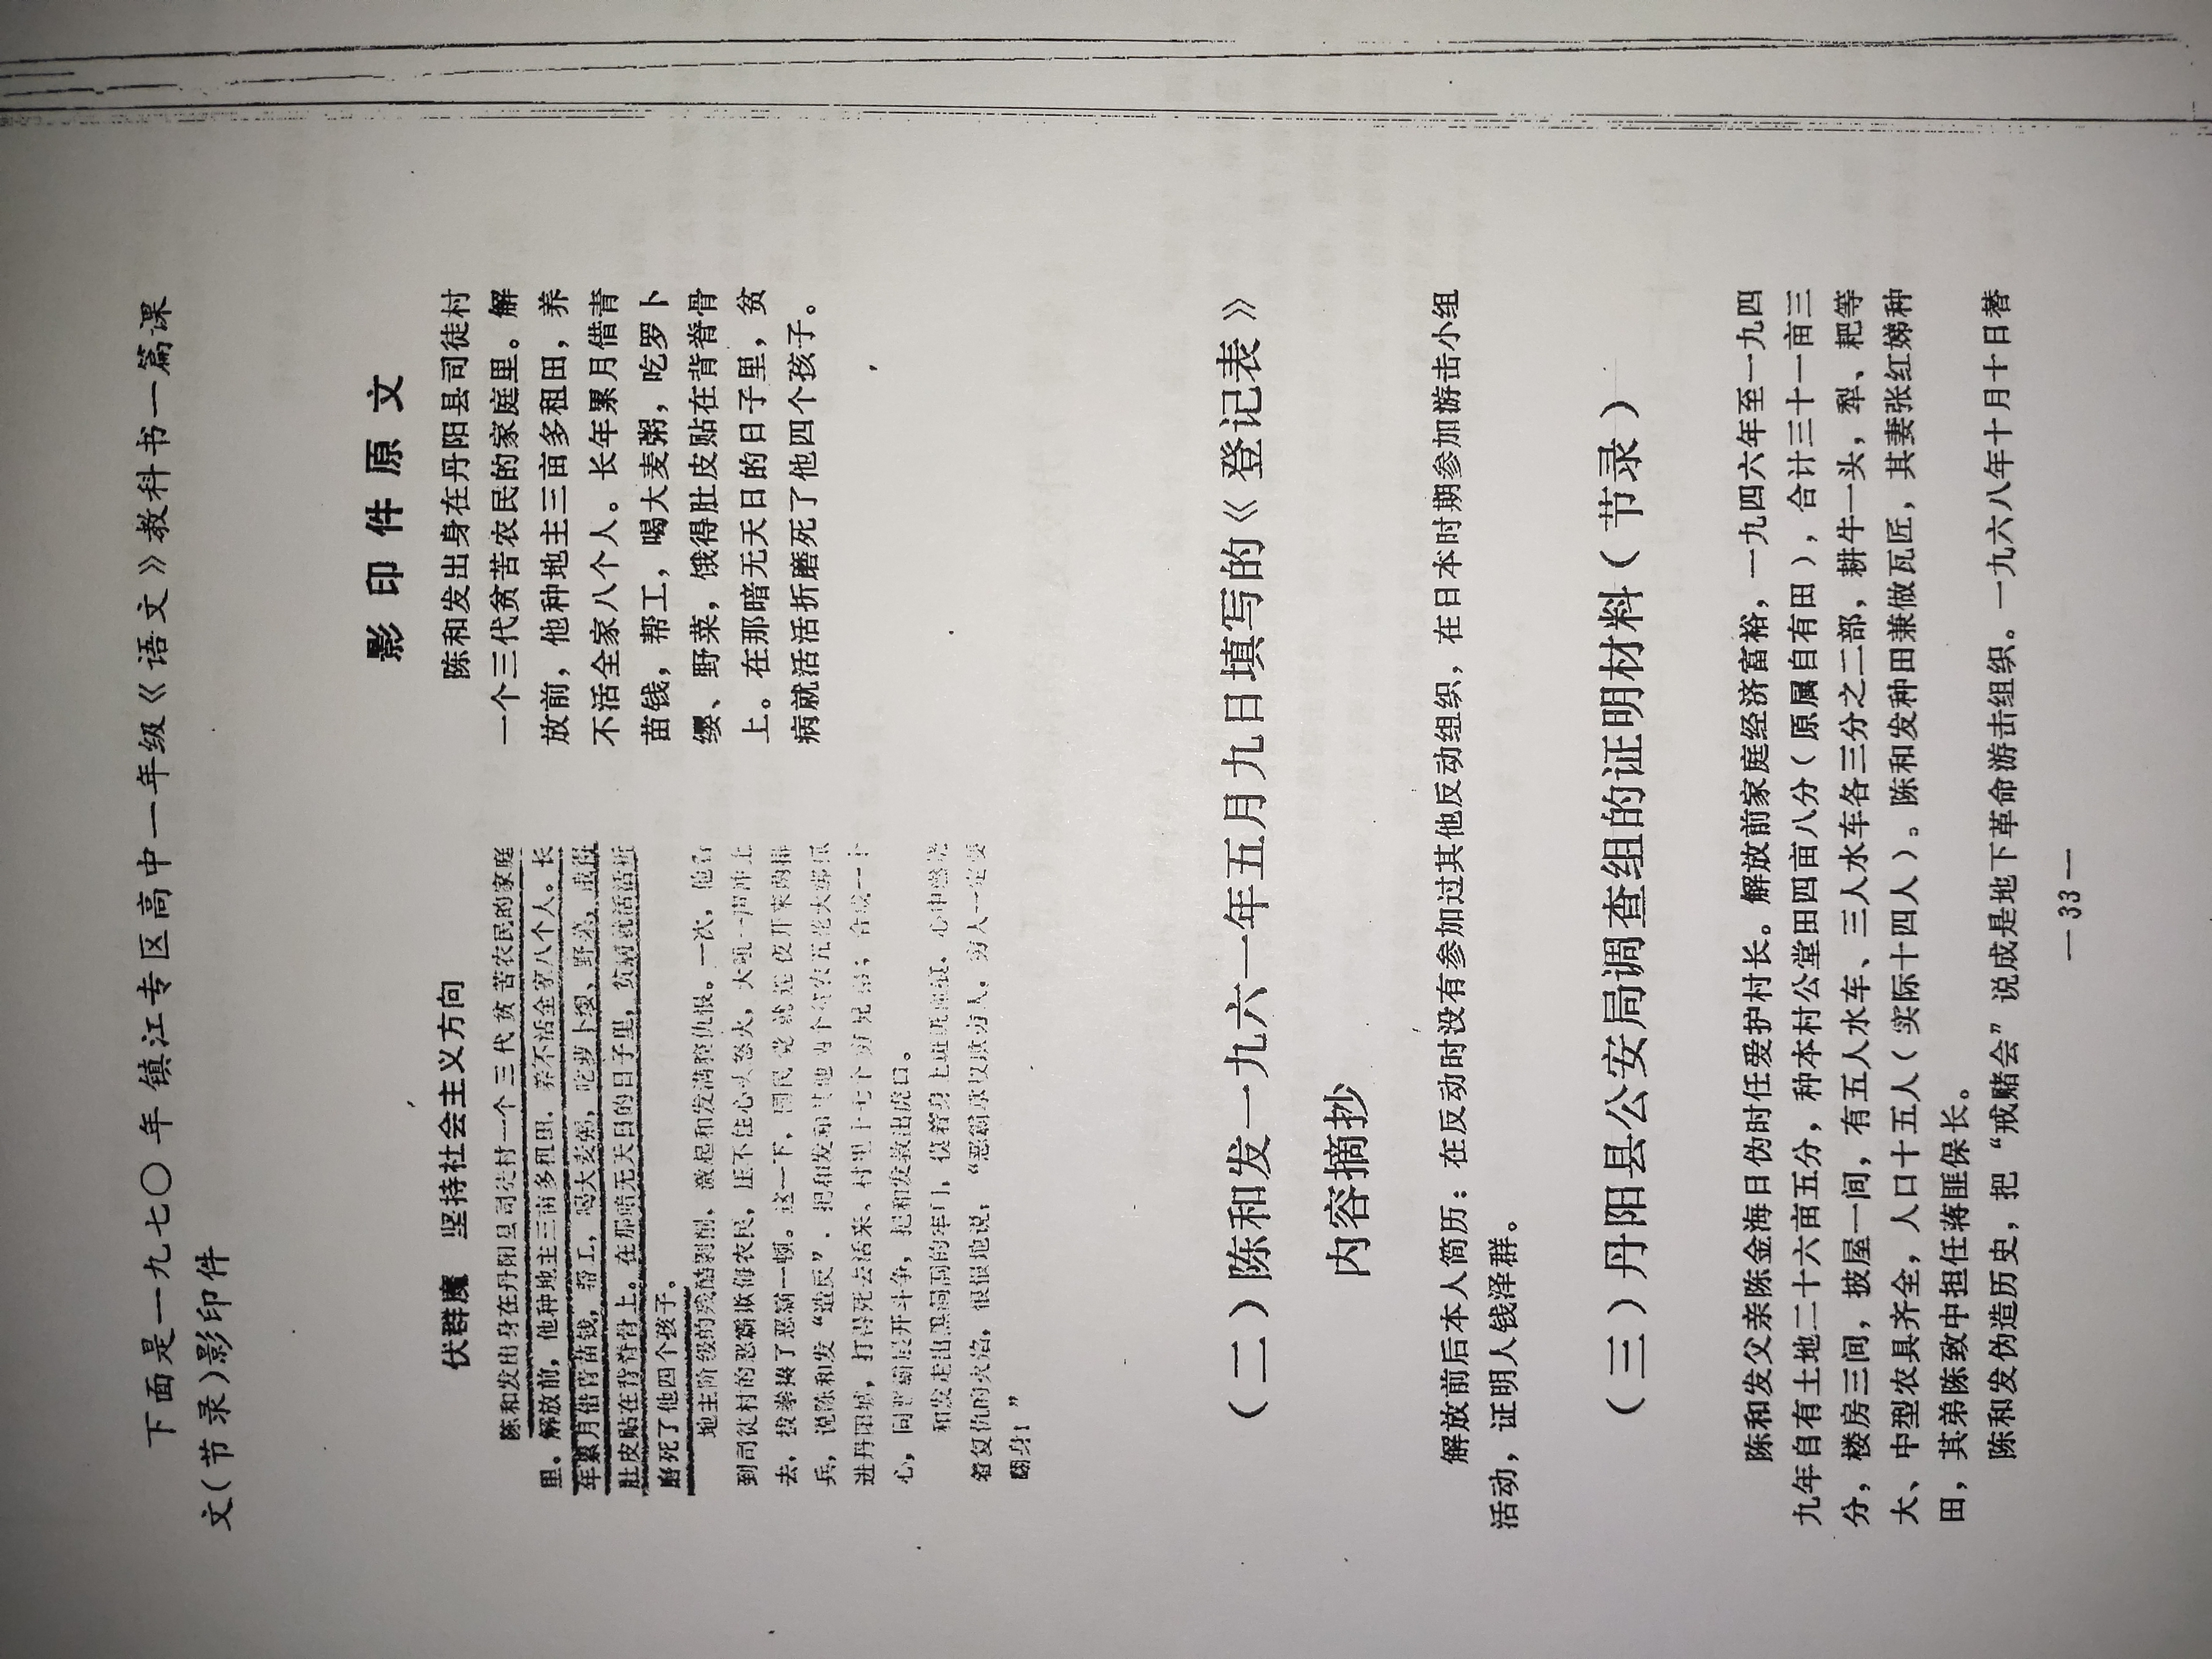 下面是一九七〇年镇江专区高中一年级《语文》教科书一篇课
文(节录)影印件
伏群魔 坚持社会主义方向
陈和发出身在丹阳县司徒村一个三代贫苦农民的家庭
里。解放前，他种地主三亩多租田，养不活全家八个人。长
年累月借青苗钱，帮工，喝大麦粥，吃萝卜缨、野菜，饿得
肚皮贴在背脊骨上。在那暗无天日的日子里，贫病就活活折
磨死了他四个孩子。
地主阶级的残酷剥削，激起和发满腔仇恨。一次，他看
到司徒村的恶霸欺侮农民，压不住心头怒火，大吼一声冲上
去，拔拳揍了恶霸一顿。这一下，国民党就连夜开来两排
兵，说陈和发“造反”，把和发和其他两个贫农五花大绑抓
进丹阳城，打得死去活来。村里十七个穷兄弟；合成一个
心，同恶霸展开斗争，把和发救出虎口。
和发走出黑洞洞的牢门，摸着身上斑斑血痕，心中燃烧
着复仇的火焰，恨恨地说：“恶霸欺人，穷人一定要
翻身！”
影印件原文
陈和发出身在丹阳县司徒村
一个三代贫苦农民的家庭里。解
放前，他种地主三亩多租田，养
不活全家八个人。长年累月借青
苗钱，帮工，喝大麦粥，吃罗卜
缨、野菜，饿得肚皮贴在背脊骨
上。在那暗无天日的日子里，贫
病就活活折磨死了他四个孩子。
（二）陈和发一九六一年五月九日填写的《登记表》
内容摘抄
解放前后本人简历：在反动时没有参加过其他反动组织，在日本时期参加游击小组
活动，证明人钱泽群。
（三）丹阳县公安局调查组的证明材料（节录）
陈和发父亲陈金海日伪时任爱护村长。解放前家庭经济富裕，一九四六年至一九四
九年自有土地二十六亩五分，种本村公堂田四亩八分（原属自有田），合计三十一亩三
分，楼房三间，披屋一间，有五人水车、三人水车各三分之二部，耕牛一头，犁、耙等
大、中型农具齐全，人口十五人（实际十四人）。陈和发种田兼做瓦匠，其妻张红娣种
田，其弟陈致中担任蒋匪保长。
陈和发伪造历史，把“戒赌会”说成是地下革命游击组织。一九六八年十月十日替
—33—